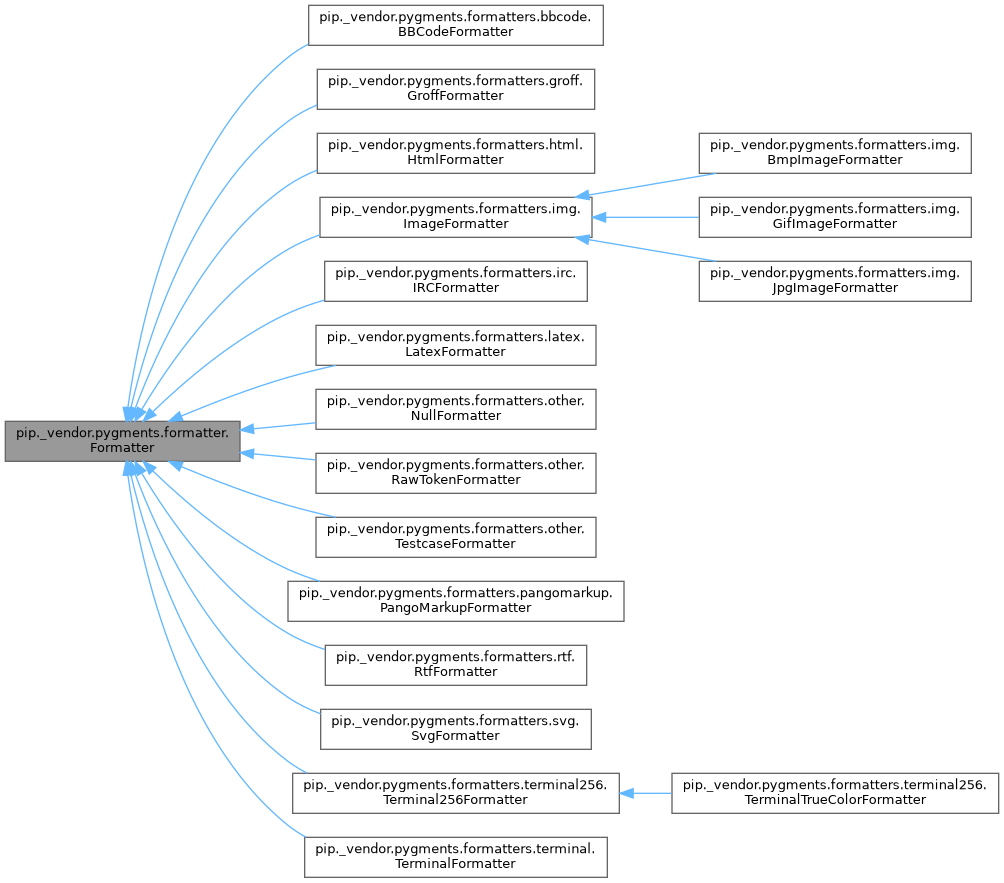 pip._vendor.pygments.formatters.bbcode.
BBCodeFormatter
pip._vendor.pygments.formatters.groff.
GroffFormatter
pip._vendor.pygments.formatters.html.
HtmlFormatter
pip._vendor.pygments.formatters.img.
BmpImageFormatter
pip._vendor.pygments.formatters.img.
ImageFormatter
pip._vendor.pygments.formatters.img.
GifImageFormatter
pip._vendor.pygments.formatters.irc.
IRCFormatter
pip._vendor.pygments.formatters.img.
JpgImageFormatter
pip._vendor.pygments.formatters.latex.
LatexFormatter
pip._vendor.pygments.formatters.other.
NullFormatter
pip._vendor.pygments.formatter.
Formatter
pip._vendor.pygments.formatters.other.
RawTokenFormatter
pip._vendor.pygments.formatters.other.
TestcaseFormatter
pip._vendor.pygments.formatters.pangomarkup.
PangoMarkupFormatter
pip._vendor.pygments.formatters.rtf.
RtfFormatter
pip._vendor.pygments.formatters.svg.
SvgFormatter
pip._vendor.pygments.formatters.terminal256.
Terminal256Formatter
pip._vendor.pygments.formatters.terminal256.
TerminalTrueColorFormatter
pip._vendor.pygments.formatters.terminal.
TerminalFormatter